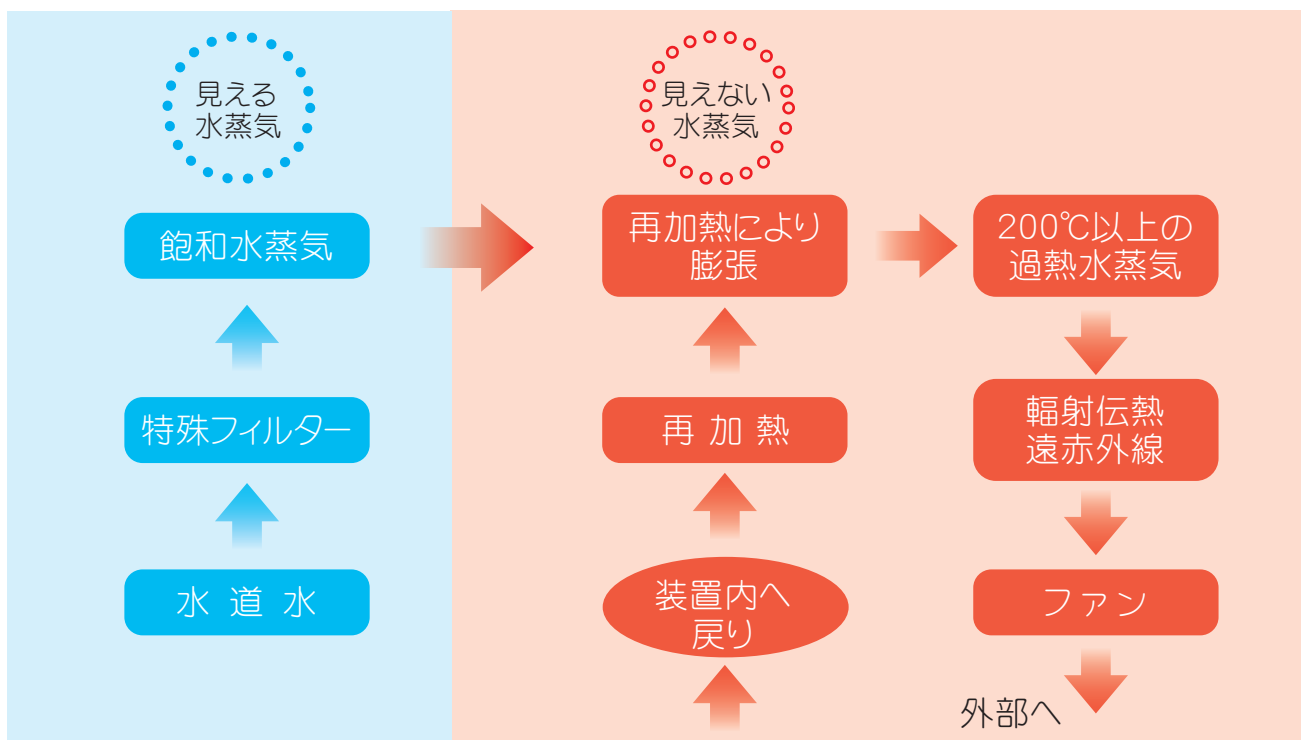 見える
水蒸気
飽和水蒸気
特殊フィルター
水道水
見えない
水蒸気
再加熱により
膨張
再加熱
装置内へ
戻り
200℃以上の
過熱水蒸気
輻射伝熱
遠赤外線
ファン
外部へ